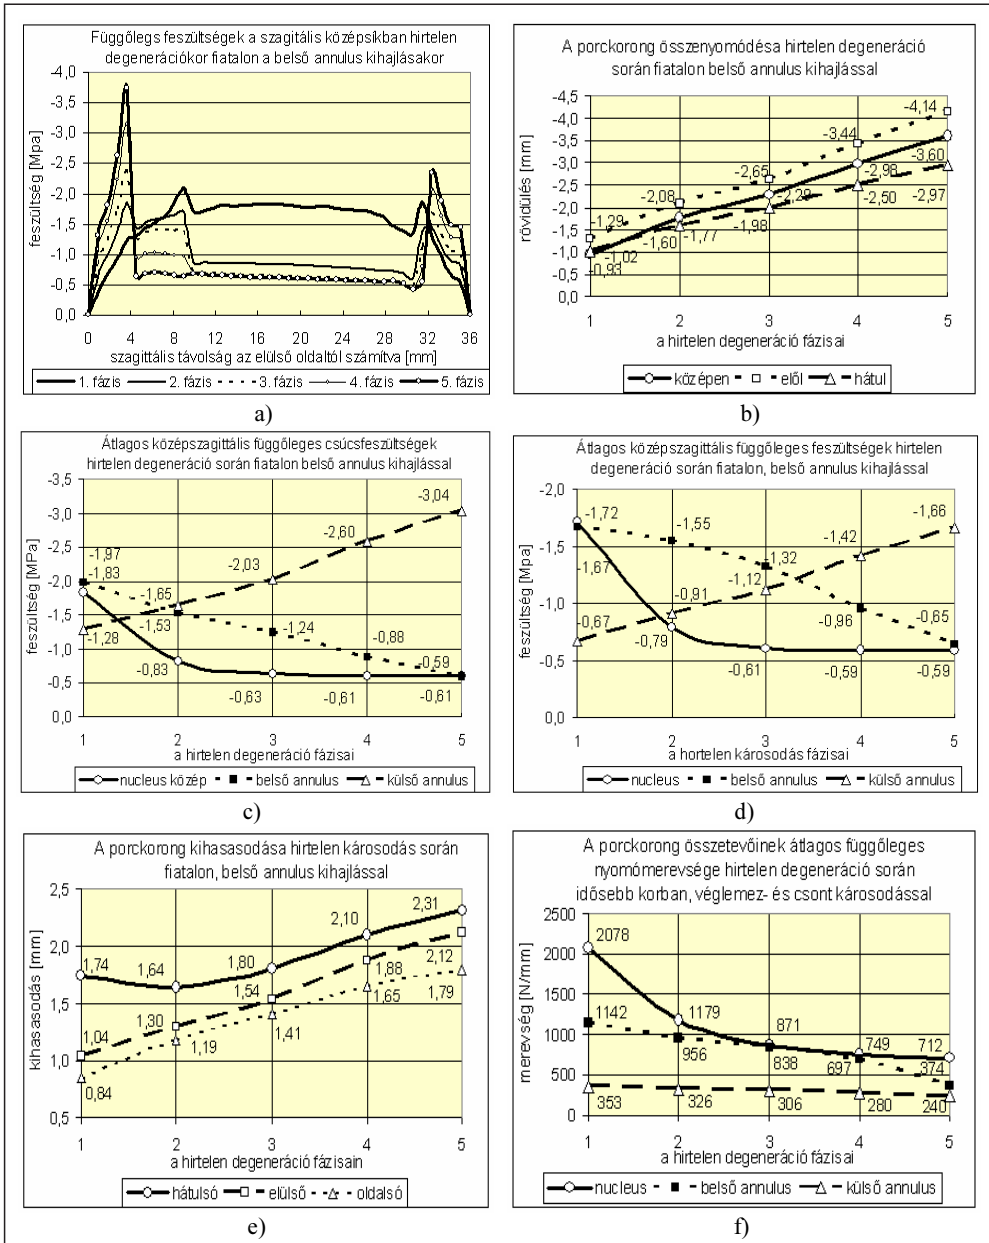 Függőlegs feszültségek a szagitális középsíkban hirtelen
degenerációkor fiatalon a belső annulus kihajlásakor
feszültség [Mpa]
-4,0
-3,5
-3,0
-2,5
-2,0
-1,5
-1,0
-0,5
0,0
0 4 8 12 16 20 24 28 32 36
szagittális távolság az elülső oldaltól számítva [mm]
1. fázis 2. fázis 3. fázis 4. fázis 5. fázis
a)
A porckorong összenyomódésa hirtelen degeneráció
során fiatalon belső annulus kihajlással
rövidülés [mm]
-4,5
-4,0
-3,5
-3,0
-2,5
-2,0
-1,5
-1,0
-0,5
0,0
-1,29 -2,08 -2,65 -3,44 -4,14
-0,93 -1,77 -2,29 -2,98 -3,60
-1,02 -1,60 -1,98 -2,50 -2,97
1 2 3 4 5
a hirtelen degeneráció fázisai
középen elől hátul
b)
Átlagos középszagittális függőleges csúcsfeszültségek
hirtelen degeneráció során fiatalon belső annulus kihajlással
feszültség [MPa]
-3,5
-3,0
-2,5
-2,0
-1,5
-1,0
-0,5
0,0
-1,97 -1,53 -1,24 -0,88 -0,59
-1,83 -0,83 -0,63 -0,61 -0,61
-1,28 -1,65 -2,03 -2,60 -3,04
1 2 3 4 5
a hirtelen degeneráció fázisai
nucleus közép belső annulus külső annulus
c)
Átlagos középszagittális függőleges feszültségek hirtelen
degeneráció során fiatalon, belső annulus kihajlással
feszültség [Mpa]
-2,0
-1,5
-1,0
-0,5
0,0
-1,72 -0,79 -0,61 -0,59 -0,59
-1,67 -1,55 -1,32 -0,96 -0,65
-0,67 -0,91 -1,12 -1,42 -1,66
1 2 3 4 5
a hortelen károsodás fázisai
nucleus belső annulus külső annulus
d)
A porckorong kihasasodása hirtelen károsodás során
fiatalon, belső annulus kihajlással
kihasasodás [mm]
2,5
2,0
1,5
1,0
0,5
1,74 1,64 1,80 2,10 2,31
1,04 1,30 1,54 1,88 2,12
0,84 1,19 1,41 1,65 1,79
1 2 3 4 5
a hirtelen degeneráció fázisain
hátulsó elülső oldalsó
e)
A porckorong összetevőinek átlagos függőleges
nyomómerevsége hirtelen degeneráció során
idősebb korban, véglemez- és csont károsodással
merevség [N/mm]
2500
2000
1500
1000
500
0
2078 1179 871 749 712
1142 956 838 697 374
353 326 306 280 240
1 2 3 4 5
a hirtelen degeneráció fázisai
nucleus belső annulus külső annulus
f)